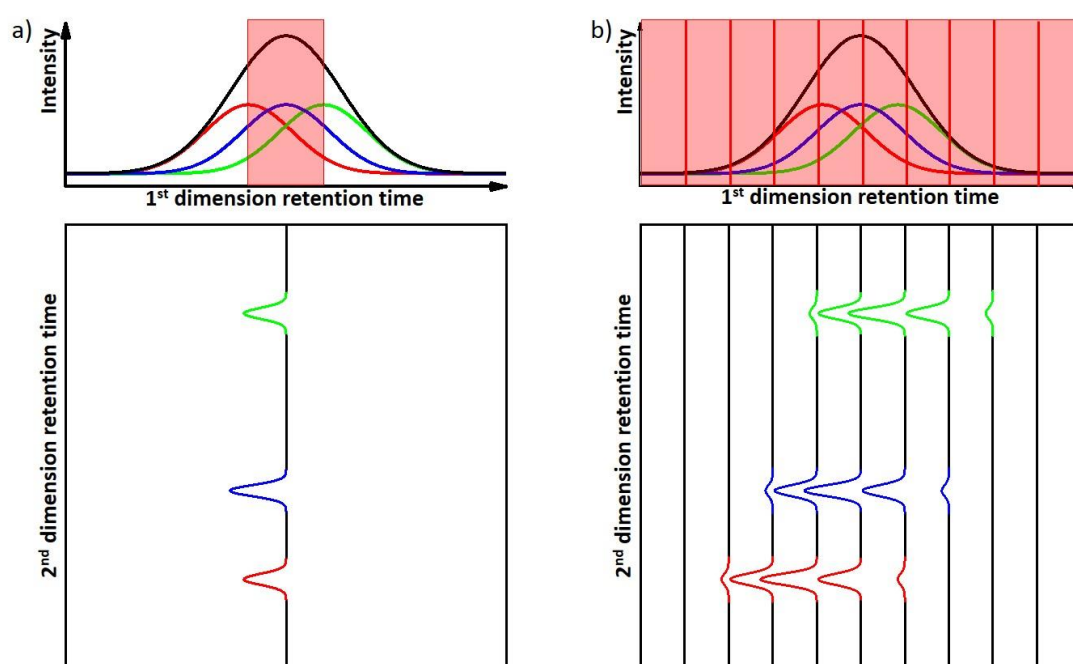 a)
Intensity
1st dimension retention time
2nd dimension retention time
b)
Intensity
1st dimension retention time
2nd dimension retention time